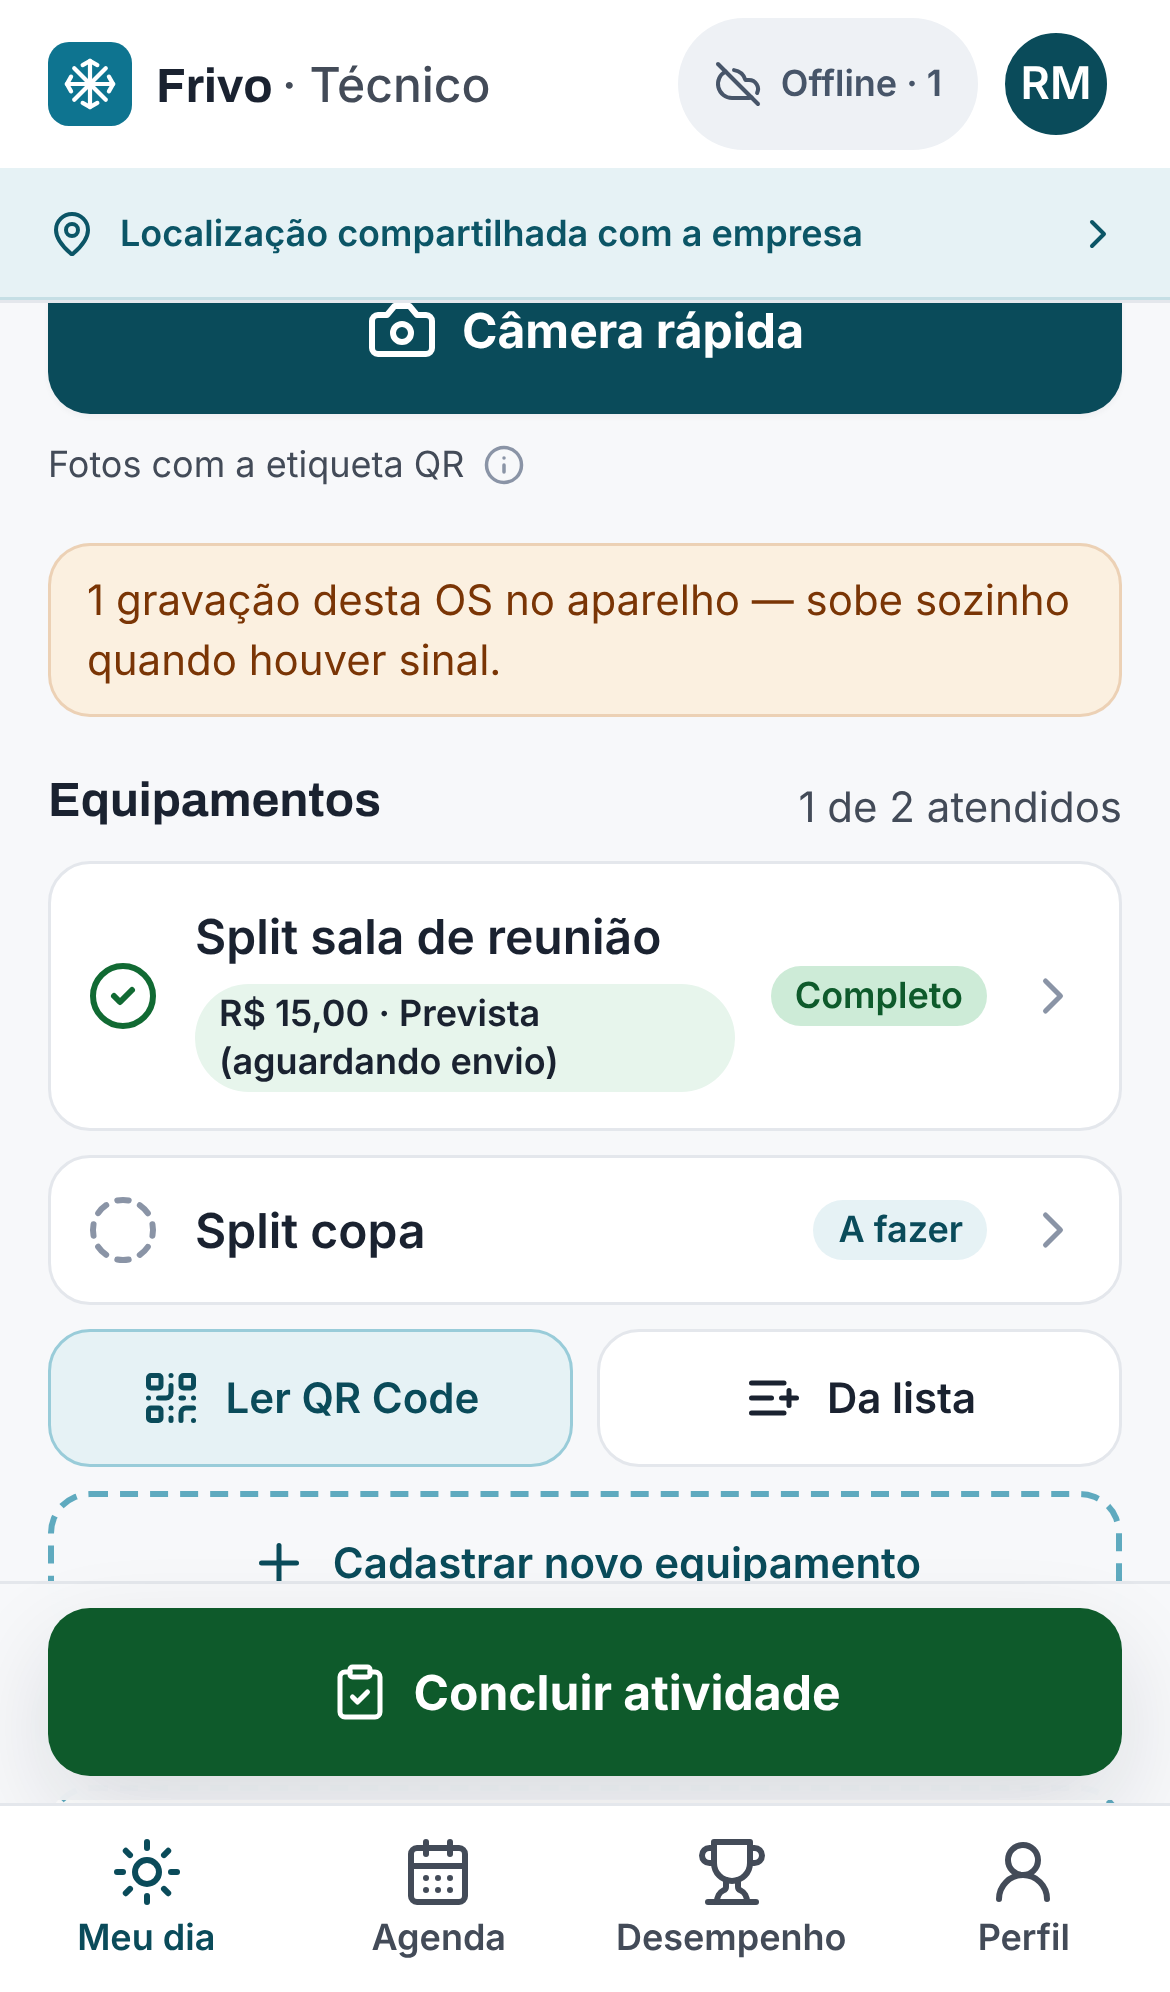 Frivo · Técnico
Offline · 1
RM
Localização compartilhada com a empresa
Câmera rápida
Fotos com a etiqueta QR
1 gravação desta OS no aparelho — sobe sozinho
quando houver sinal.
Equipamentos
1 de 2 atendidos
Split sala de reunião
R$ 15,00 · Prevista
(aguardando envio)
Completo
Split copa
A fazer
Ler QR Code
Da lista
Cadastrar novo equipamento
Concluir atividade
Meu dia
Agenda
Desempenho
Perfil